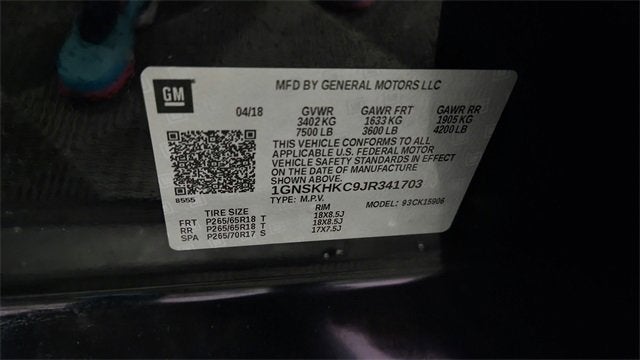 GM
MFD BY GENERAL MOTORS LLC
04/18 GVWR GAWR FRT GAWR RR
3402 KG 1633 KG 1905 KG
7500 LB 3600 LB 4200 LB
THIS VEHICLE CONFORMS TO ALL
APPLICABLE U.S. FEDERAL MOTOR
VEHICLE SAFETY STANDARDS IN EFFECT
ON THE DATE OF MANUFACTURE
SHOWN ABOVE.
1GNSKHKC9JR341703
8555 TYPE: M.P.V. MODEL: 93CK15906
TIRE SIZE RIM
FRT P265/65R18 T 18X8.5J
RR P265/65R18 T 18X8.5J
SPA P265/70R17 S 17X7.5J